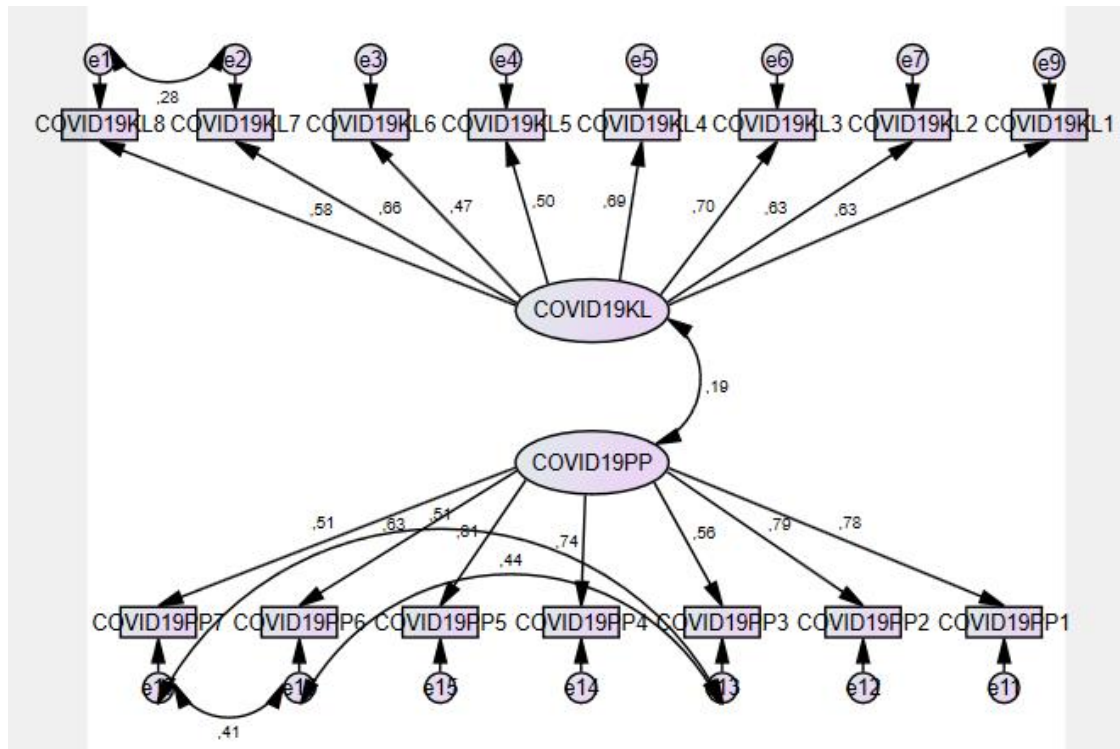 e1 e2 e3 e4 e5 e6 e7 e9
,28
COVID19KL8 COVID19KL7 COVID19KL6 COVID19KL5 COVID19KL4 COVID19KL3 COVID19KL2 COVID19KL1
,58 ,66 ,47 ,50 ,69 ,70 ,63 ,63
COVID19KL
,19
COVID19PP
,51 ,63 ,51 ,81 ,74 ,56 ,79 ,78
,44
COVID19PP7 COVID19PP6 COVID19PP5 COVID19PP4 COVID19PP3 COVID19PP2 COVID19PP1
e15 e14 e12 e11
,41